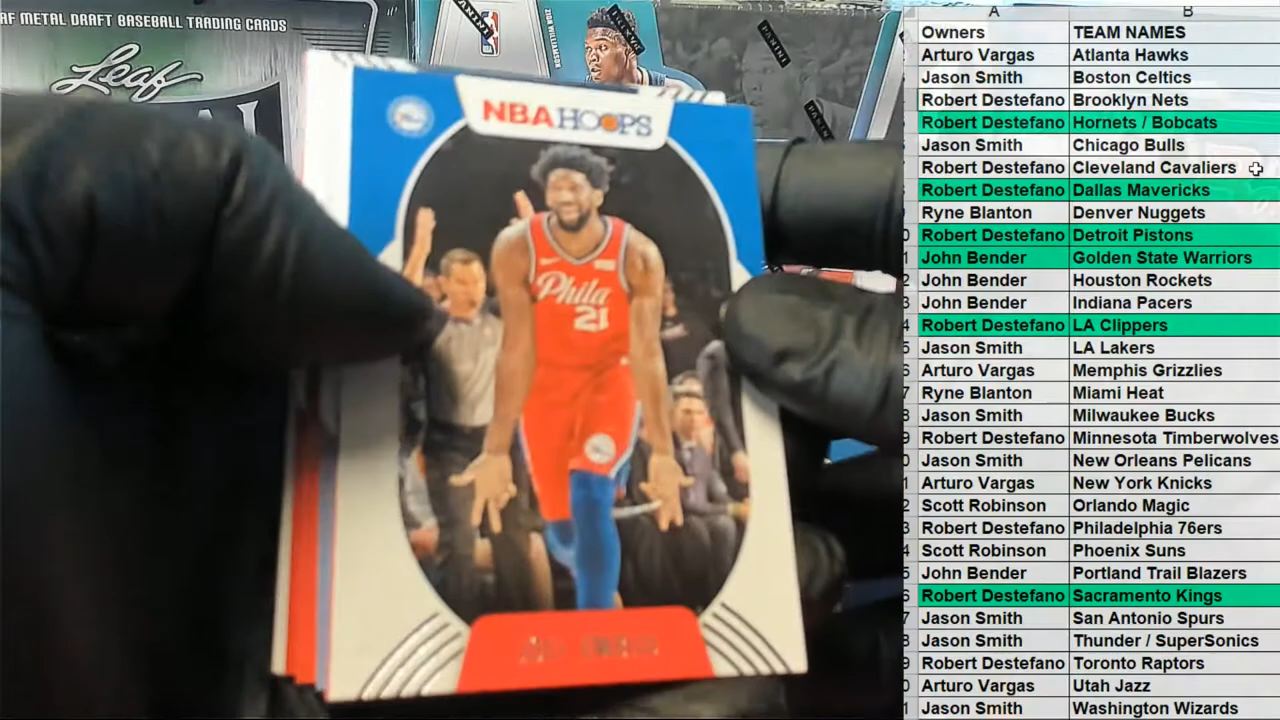 AF METAL DRAFT BASEBALL TRADING CARDS
Leaf
PANINI
NBA
ZION WILLIAMSON
PANINI
PANINI
NBA HOOPS
Phila
21
A B
Owners TEAM NAMES
Arturo Vargas Atlanta Hawks
Jason Smith Boston Celtics
Robert Destefano Brooklyn Nets
Robert Destefano Hornets / Bobcats
Jason Smith Chicago Bulls
Robert Destefano Cleveland Cavaliers
Robert Destefano Dallas Mavericks
Ryne Blanton Denver Nuggets
Robert Destefano Detroit Pistons
John Bender Golden State Warriors
John Bender Houston Rockets
John Bender Indiana Pacers
Robert Destefano LA Clippers
Jason Smith LA Lakers
Arturo Vargas Memphis Grizzlies
Ryne Blanton Miami Heat
Jason Smith Milwaukee Bucks
Robert Destefano Minnesota Timberwolves
Jason Smith New Orleans Pelicans
Arturo Vargas New York Knicks
Scott Robinson Orlando Magic
Robert Destefano Philadelphia 76ers
Scott Robinson Phoenix Suns
John Bender Portland Trail Blazers
Robert Destefano Sacramento Kings
Jason Smith San Antonio Spurs
Jason Smith Thunder / SuperSonics
Robert Destefano Toronto Raptors
Arturo Vargas Utah Jazz
Jason Smith Washington Wizards